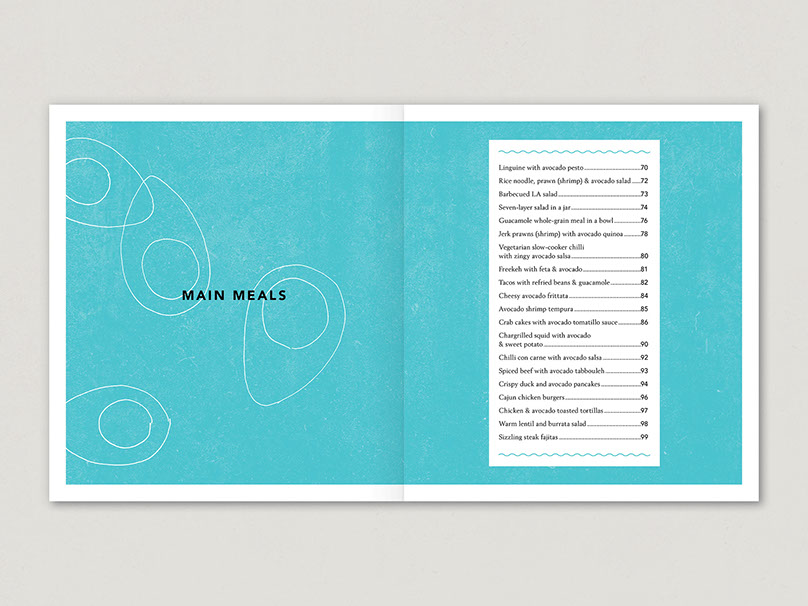 MAIN MEALS
Linguine with avocado pesto 70
Rice noodle, prawn (shrimp) & avocado salad 72
Barbecued LA salad 73
Seven-layer salad in a jar 74
Guacamole whole-grain meal in a bowl 76
Jerk prawns (shrimp) with avocado quinoa 78
Vegetarian slow-cooker chilli
with zingy avocado salsa 80
Freekeh with feta & avocado 81
Tacos with refried beans & guacamole 82
Cheesy avocado frittata 84
Avocado shrimp tempura 85
Crab cakes with avocado tomatillo sauce 86
Chargrilled squid with avocado
& sweet potato 90
Chilli con carne with avocado salsa 92
Spiced beef with avocado tabbouleh 93
Crispy duck and avocado pancakes 94
Cajun chicken burgers 96
Chicken & avocado toasted tortillas 97
Warm lentil and burrata salad 98
Sizzling steak fajitas 99